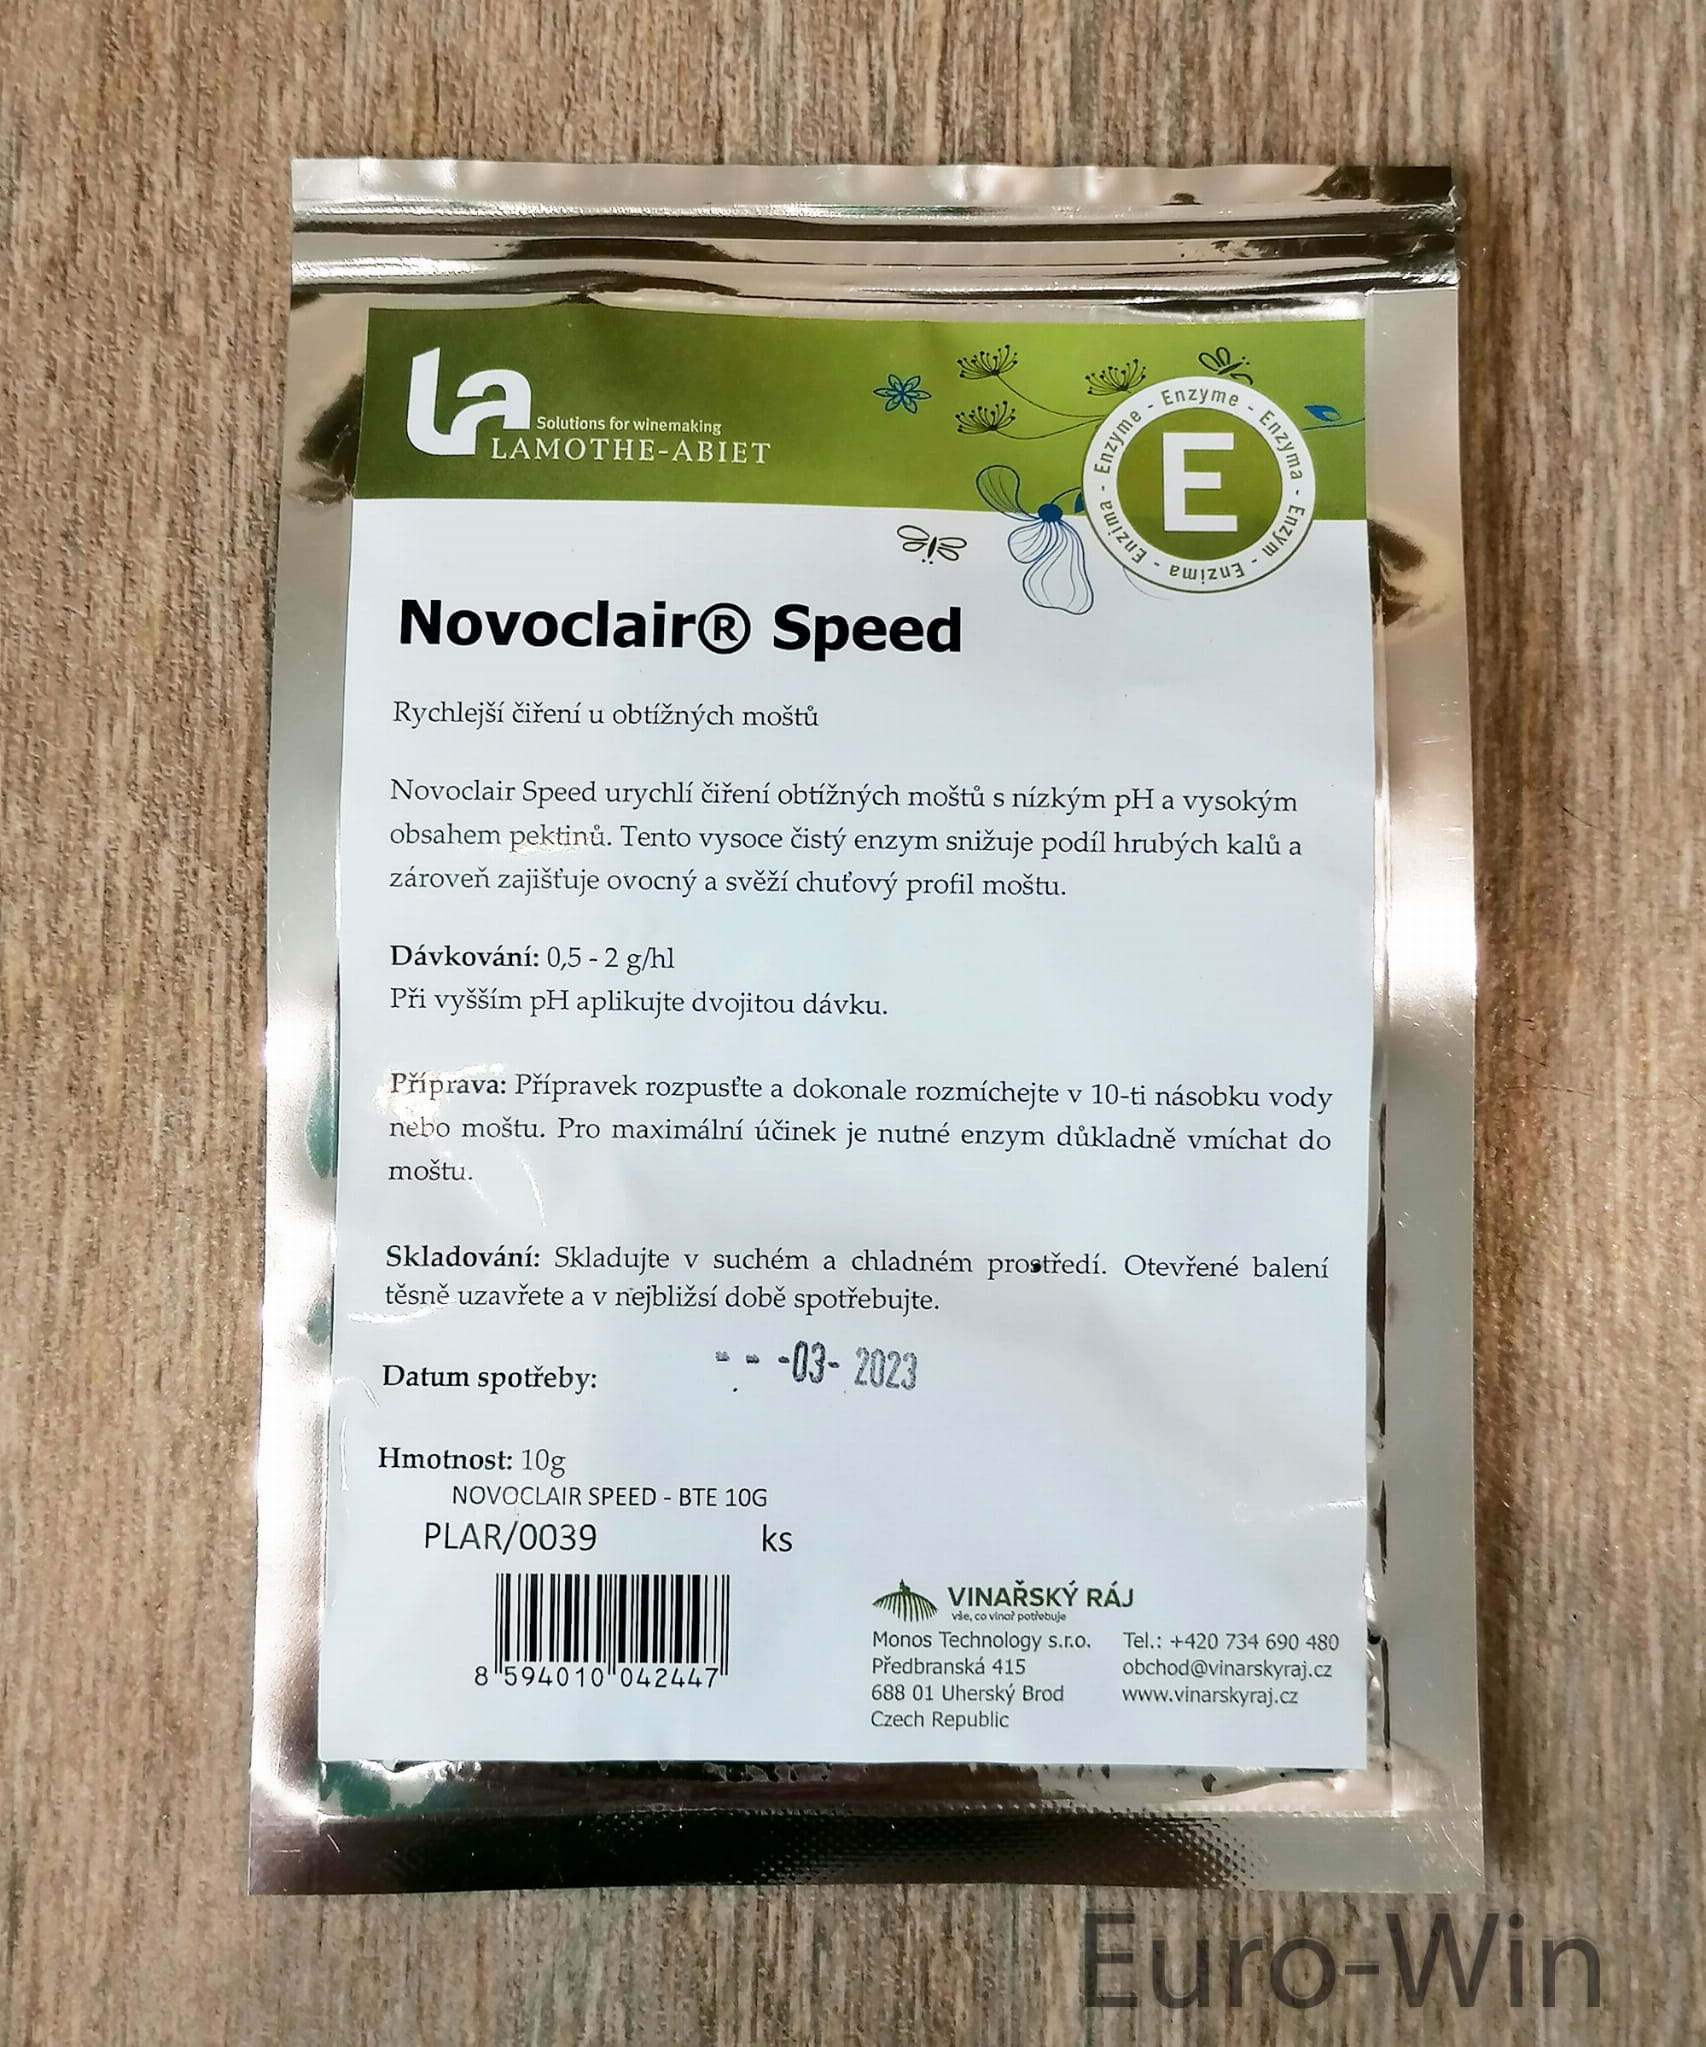 La
Solutions for winemaking
LAMOTHE-ABIET
Enzyme - Enzyme - Enzyma - Enzym - Enzima - Enzima -
E
Novoclair® Speed
Rychlejší čiření u obtížných moštů
Novoclair Speed urychlí čiření obtížných moštů s nízkým pH a vysokým
obsahem pektinů. Tento vysoce čistý enzym snižuje podíl hrubých kalů a
zároveň zajišťuje ovocný a svěží chuťový profil moštu.
Dávkování: 0,5 - 2 g/hl
Při vyšším pH aplikujte dvojitou dávku.
Příprava: Přípravek rozpusťte a dokonale rozmíchejte v 10-ti násobku vody
nebo moštu. Pro maximální účinek je nutné enzym důkladně vmíchat do
moštu.
Skladování: Skladujte v suchém a chladném prostředí. Otevřené balení
těsně uzavřete a v nejbližsí době spotřebujte.
Datum spotřeby: - - -03- 2023
Hmotnost: 10g
NOVOCLAIR SPEED - BTE 10G
PLAR/0039 ks
8 594010 042447
VINAŘSKÝ RÁJ
vše, co vinař potřebuje
Monos Technology s.r.o. Tel.: +420 734 690 480
Předbranská 415 obchod@vinarskyraj.cz
688 01 Uherský Brod www.vinarskyraj.cz
Czech Republic
Euro-Win